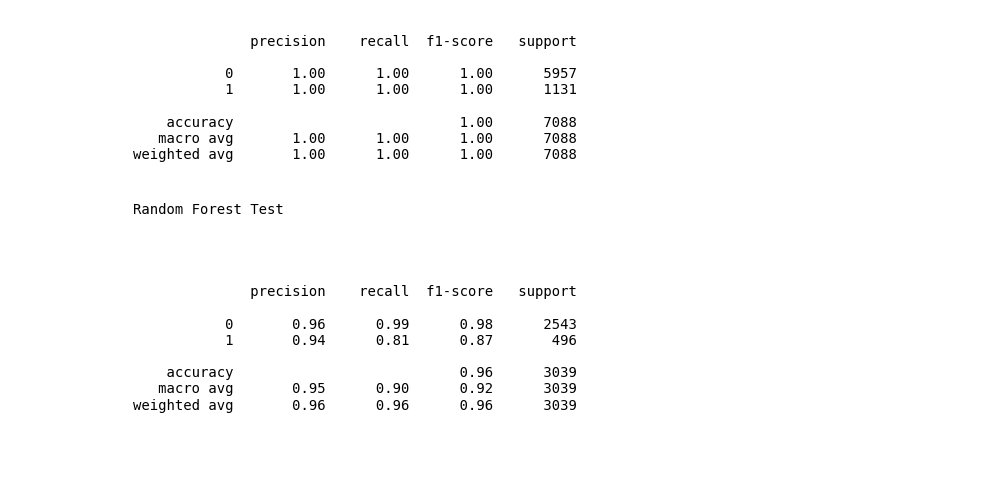 precision recall f1-score support
0 1.00 1.00 1.00 5957
1 1.00 1.00 1.00 1131
accuracy 1.00 7088
macro avg 1.00 1.00 1.00 7088
weighted avg 1.00 1.00 1.00 7088
Random Forest Test
precision recall f1-score support
0 0.96 0.99 0.98 2543
1 0.94 0.81 0.87 496
accuracy 0.96 3039
macro avg 0.95 0.90 0.92 3039
weighted avg 0.96 0.96 0.96 3039